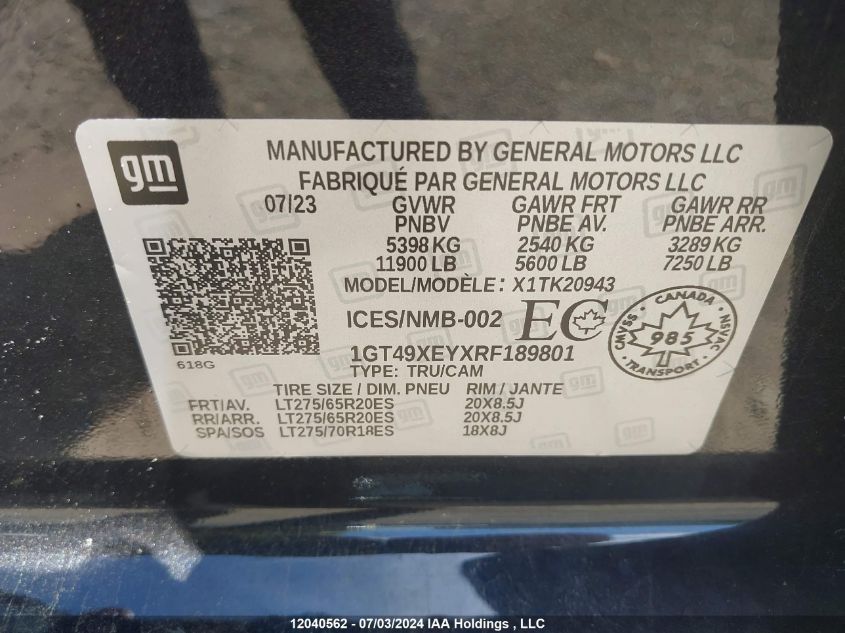 gm
MANUFACTURED BY GENERAL MOTORS LLC
FABRIQUÉ PAR GENERAL MOTORS LLC
07/23 GVWR GAWR FRT GAWR RR
PNBV PNBE AV. PNBE ARR.
5398 KG 2540 KG 3289 KG
11900 LB 5600 LB 7250 LB
MODEL/MODÈLE: X1TK20943
ICES/NMB-002 EC
CANADA
CMVSS 985 NSVAC
TRANSPORT
618G
1GT49XEYXRF189801
TYPE: TRU/CAM
TIRE SIZE / DIM. PNEU RIM / JANTE
FRT/AV. LT275/65R20ES 20X8.5J
RR/ARR. LT275/65R20ES 20X8.5J
SPA/SOS LT275/70R18ES 18X8J
12040562 - 07/03/2024 IAA Holdings , LLC